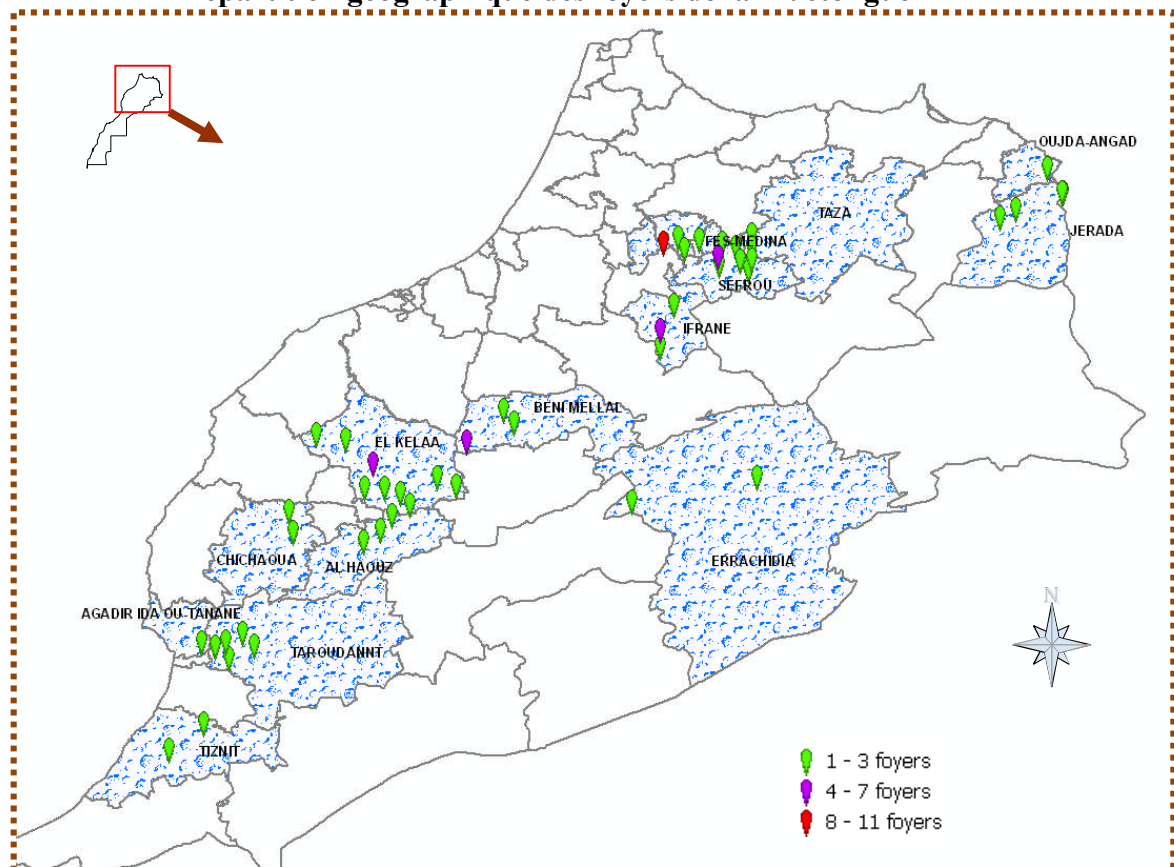 OUJDA-ANGAD
TAZA
JERADA
FES-MEDINA
SEFROU
IFRANE
BENI MELLAL
EL KELAA
CHICHAOUA
AL HAOUZ
ERRACHIDIA
AGADIR IDA OU-TANANE
TAROUDANNT
TIZNIT
N
1 - 3 foyers
4 - 7 foyers
8 - 11 foyers